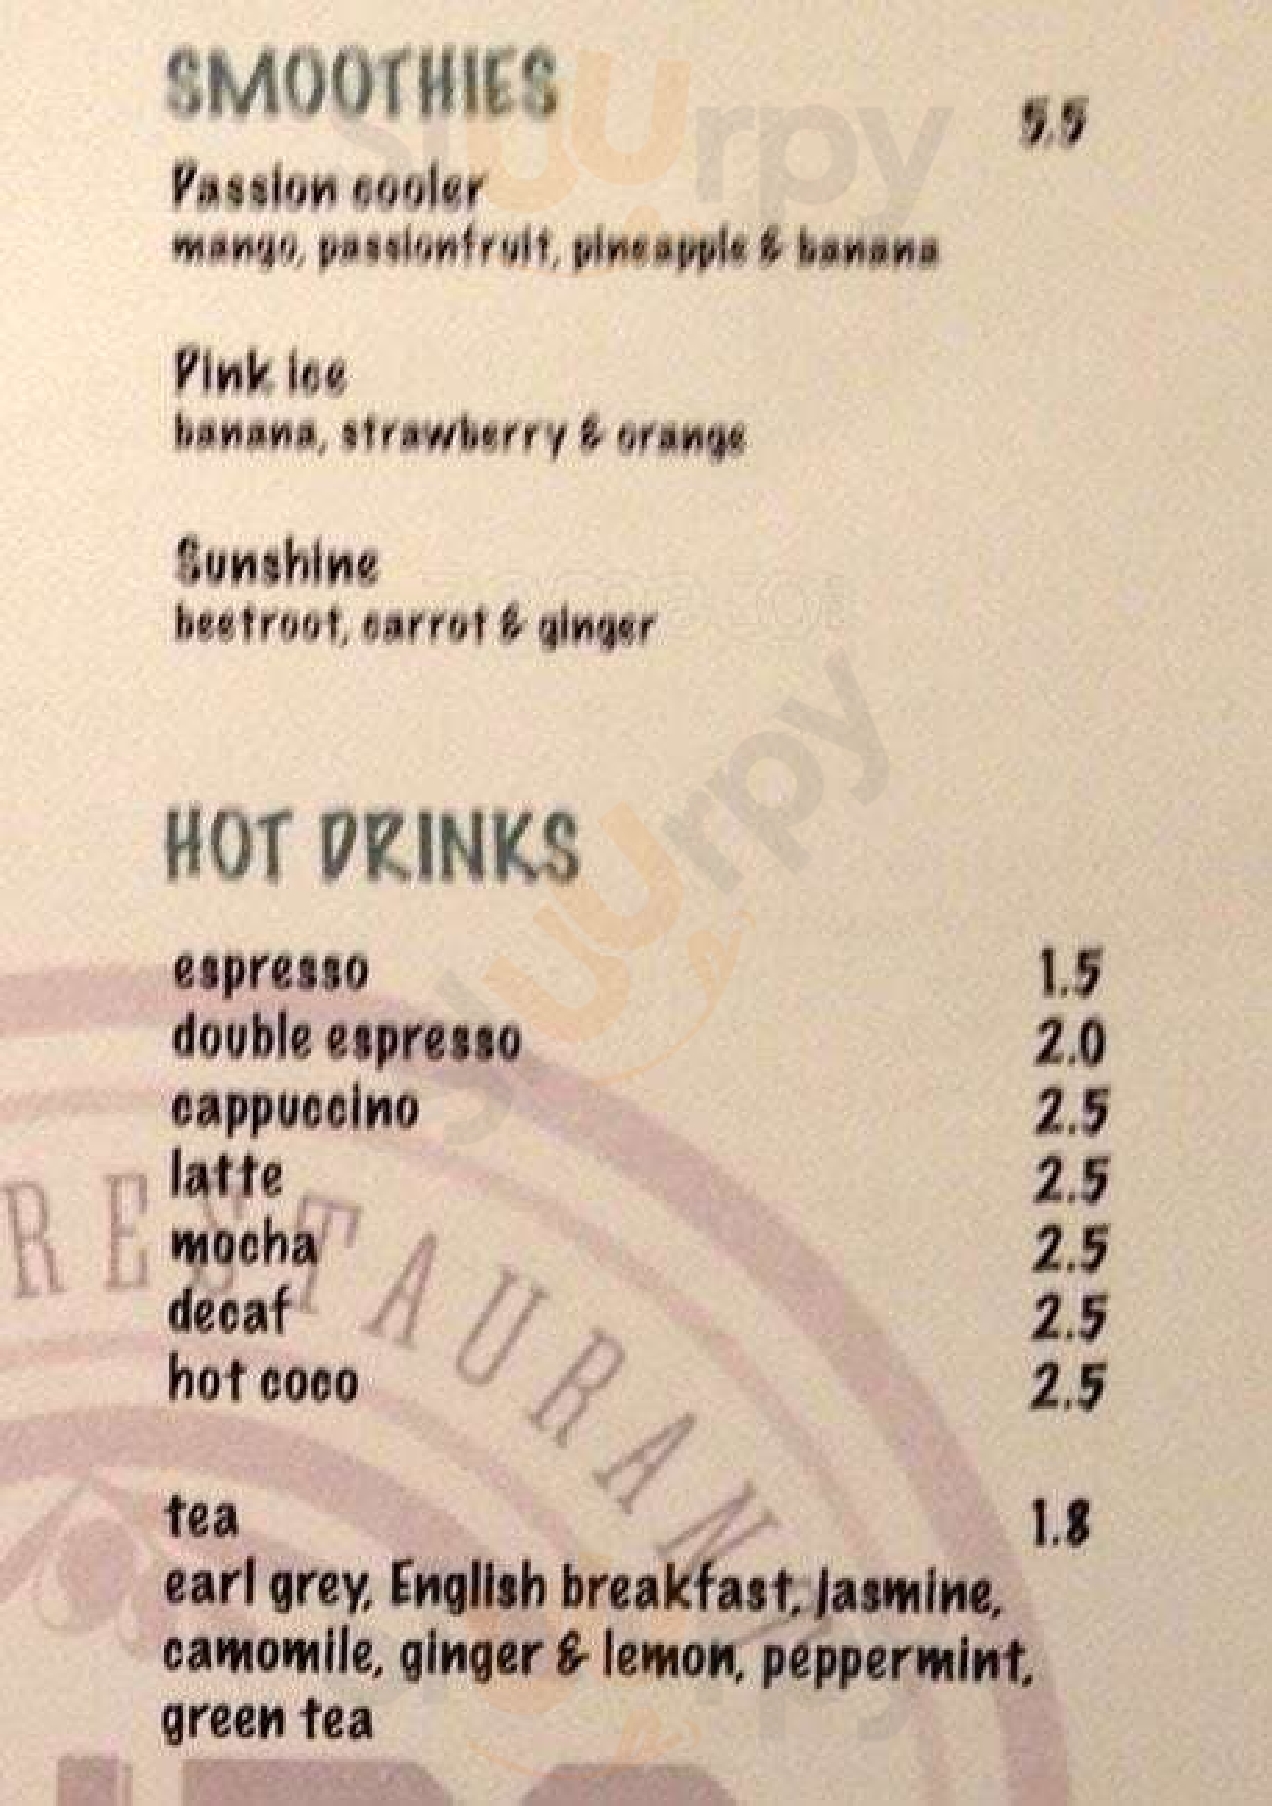 SMOOTHIES 5.5
Passion cooler
mango, passionfruit, pineapple & banana
Pink ice
banana, strawberry & orange
Sunshine
beetroot, carrot & ginger
HOT DRINKS
espresso 1.5
double espresso 2.0
cappuccino 2.5
latte 2.5
mocha 2.5
decaf 2.5
hot coco 2.5
tea 1.8
earl grey, English breakfast, jasmine,
camomile, ginger & lemon, peppermint,
green tea
RESTAURANT